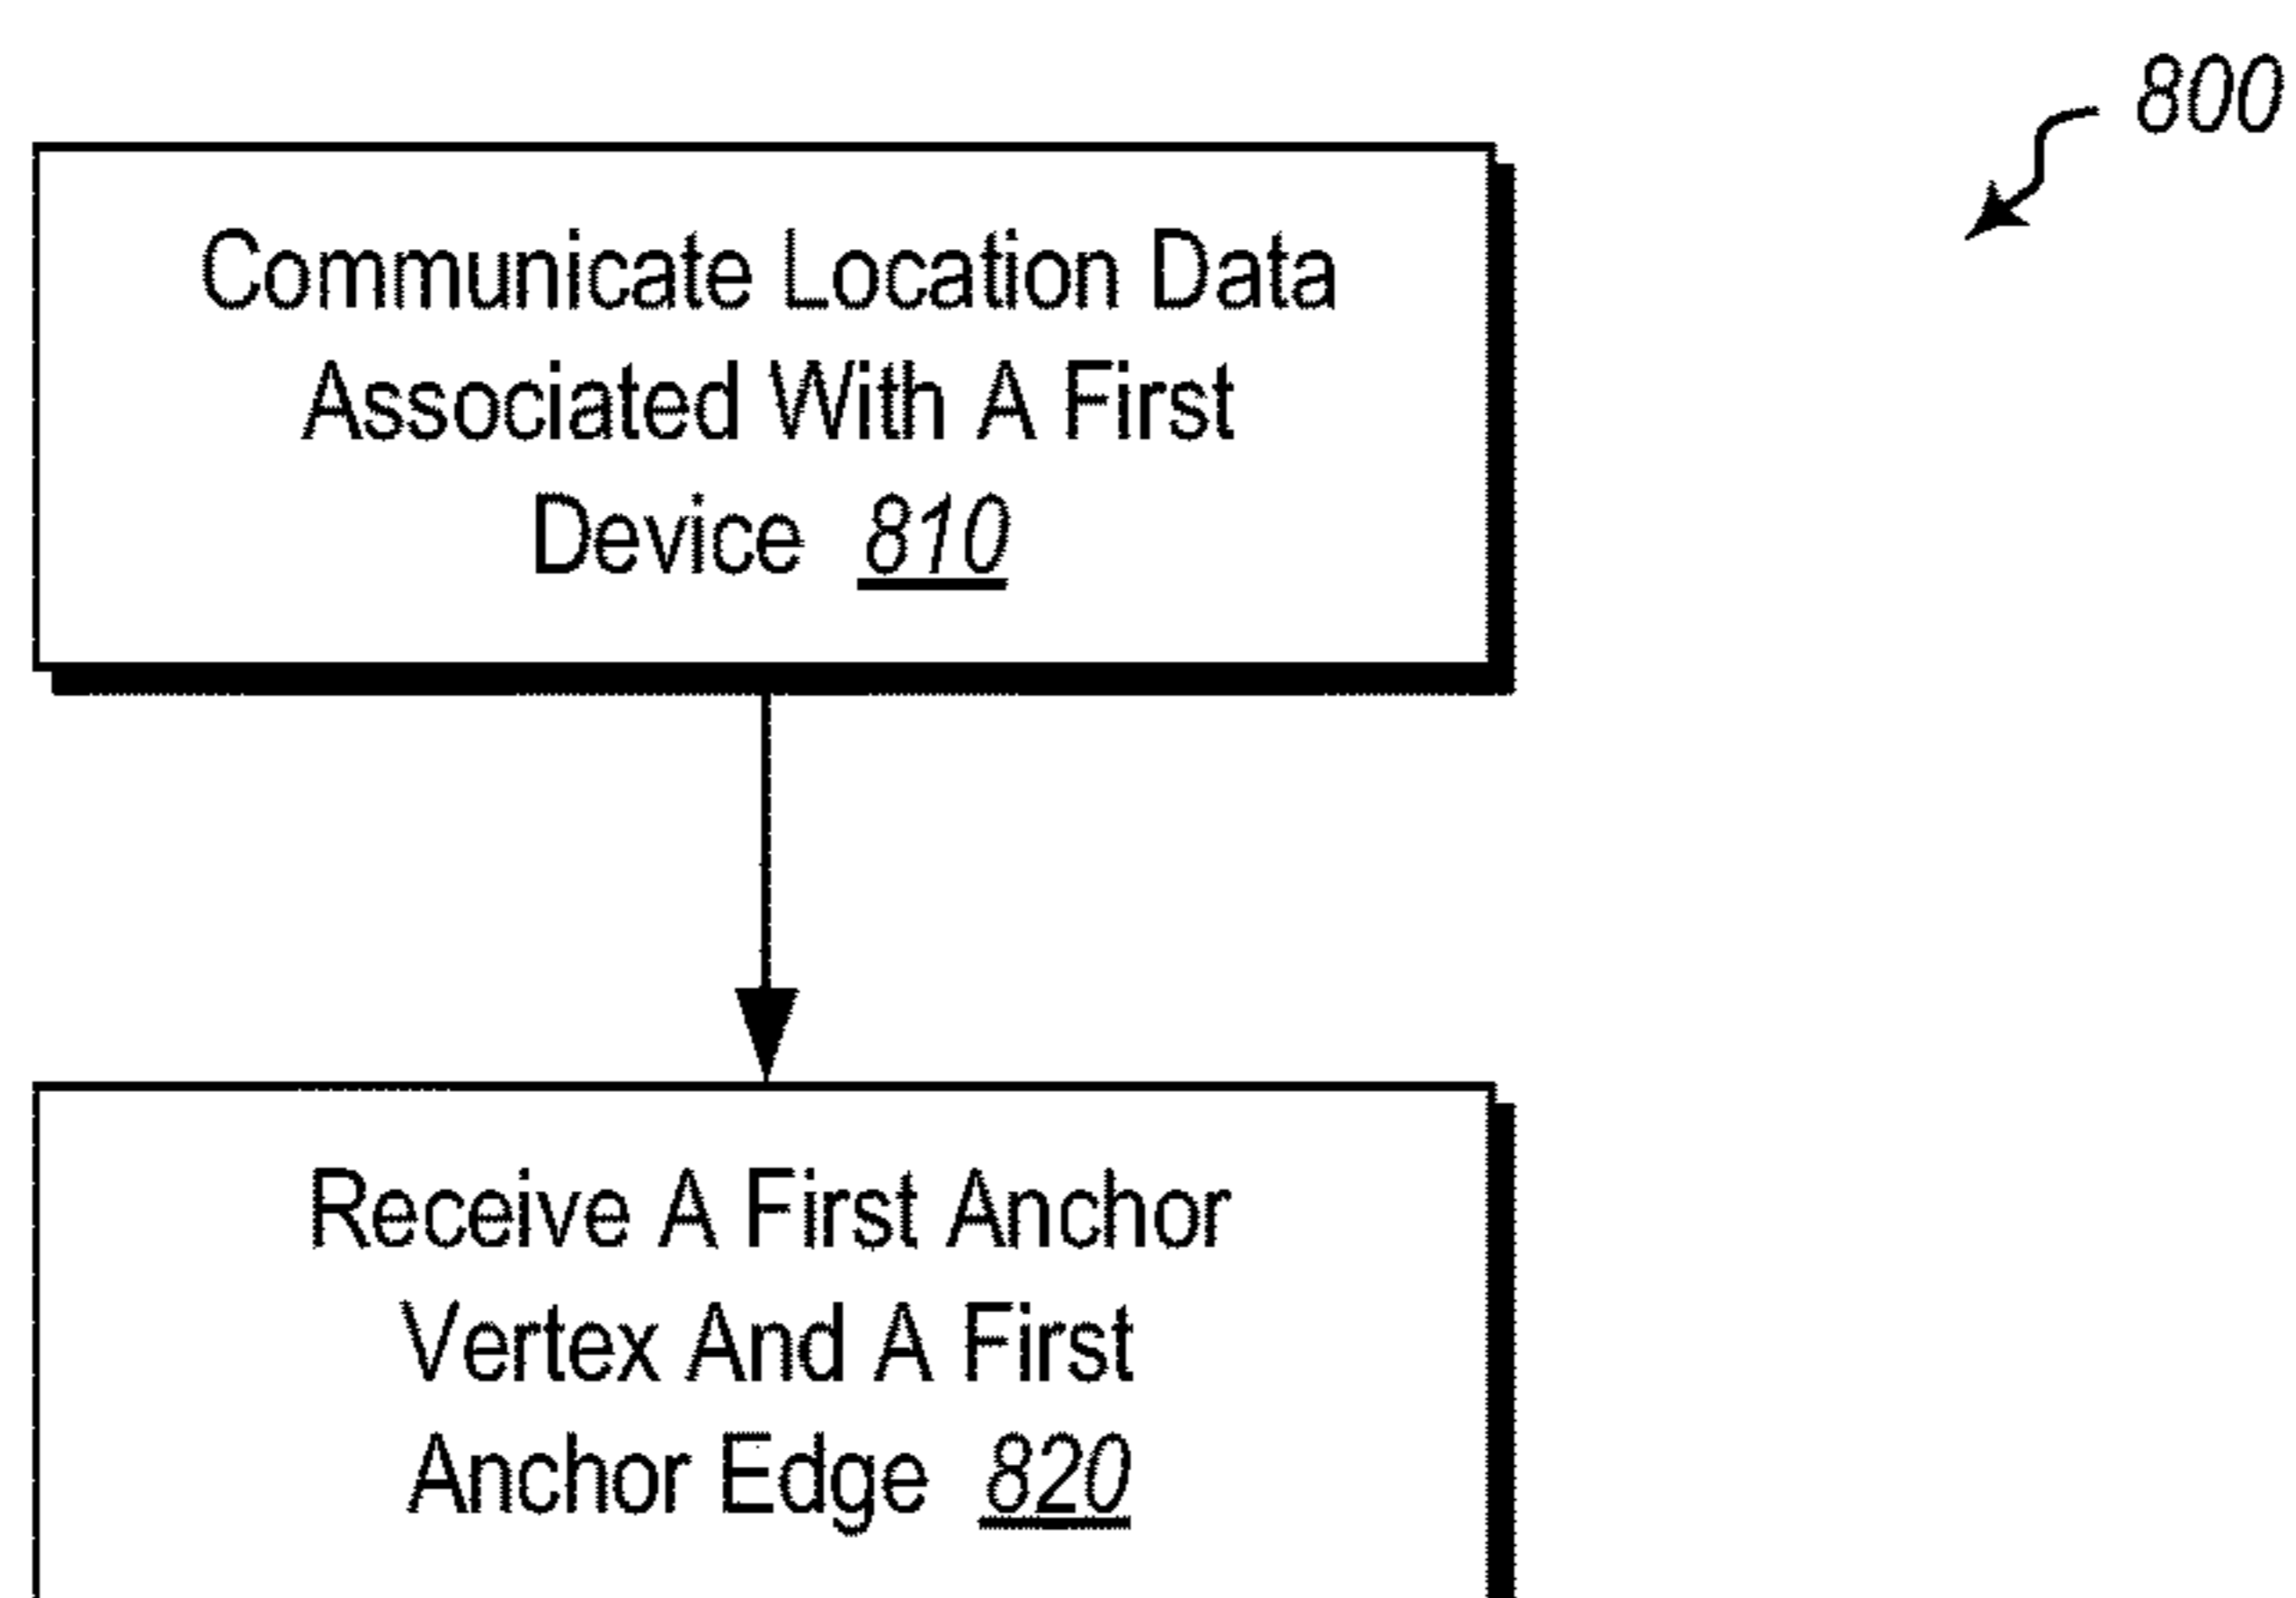 800
Communicate Location Data
Associated With A First
Device 810
Receive A First Anchor
Vertex And A First
Anchor Edge 820